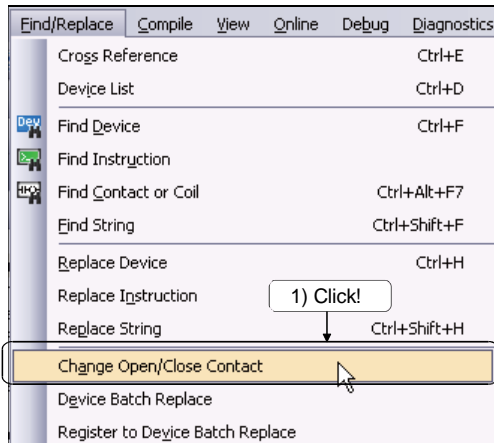 Find/Replace Compile View Online Debug Diagnostics
Cross Reference Ctrl+E
Device List Ctrl+D
Dev Find Device Ctrl+F
Find Instruction
Find Contact or Coil Ctrl+Alt+F7
Find String Ctrl+Shift+F
Replace Device Ctrl+H
Replace Instruction
1) Click!
Replace String Ctrl+Shift+H
Change Open/Close Contact
Device Batch Replace
Register to Device Batch Replace